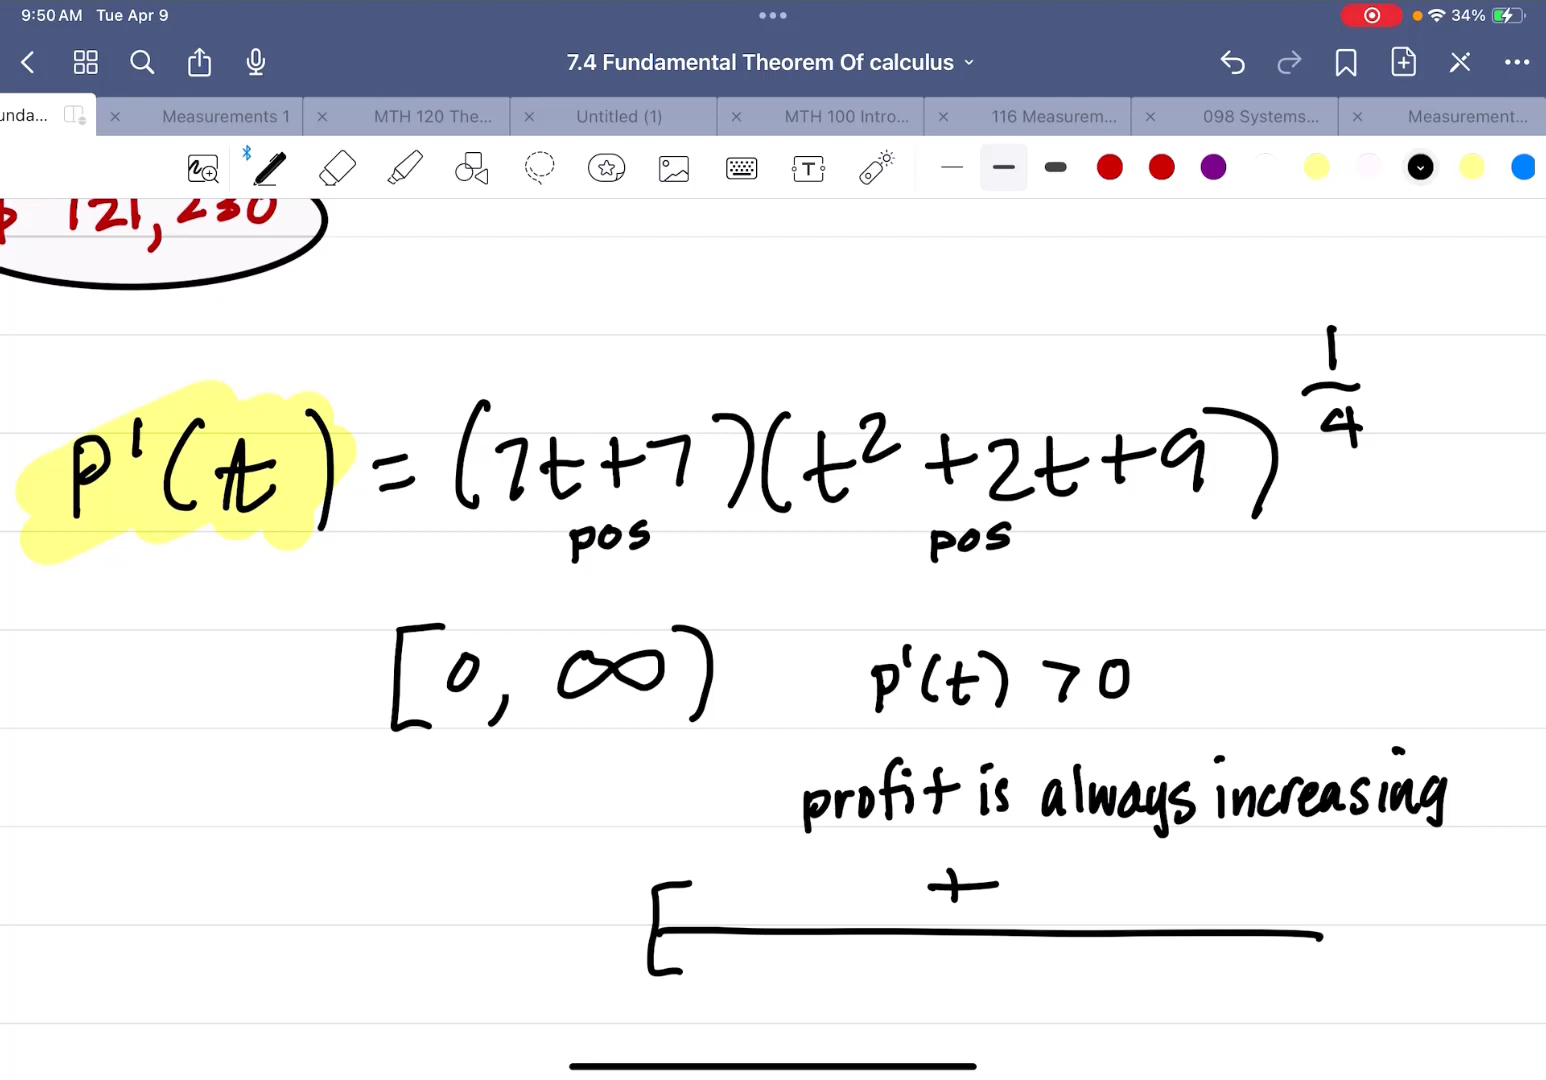 9:50 AM Tue Apr 9
34%
7.4 Fundamental Theorem Of calculus
unda... Measurements 1 MTH 120 The... Untitled (1) MTH 100 Intro... 116 Measurem... 098 Systems... Measurement...
121,230
P'(t) = (7t+7)(t² +2t+9)^1/4
pos pos
[0, ∞) p'(t) > 0
profit is always increasing
[ +